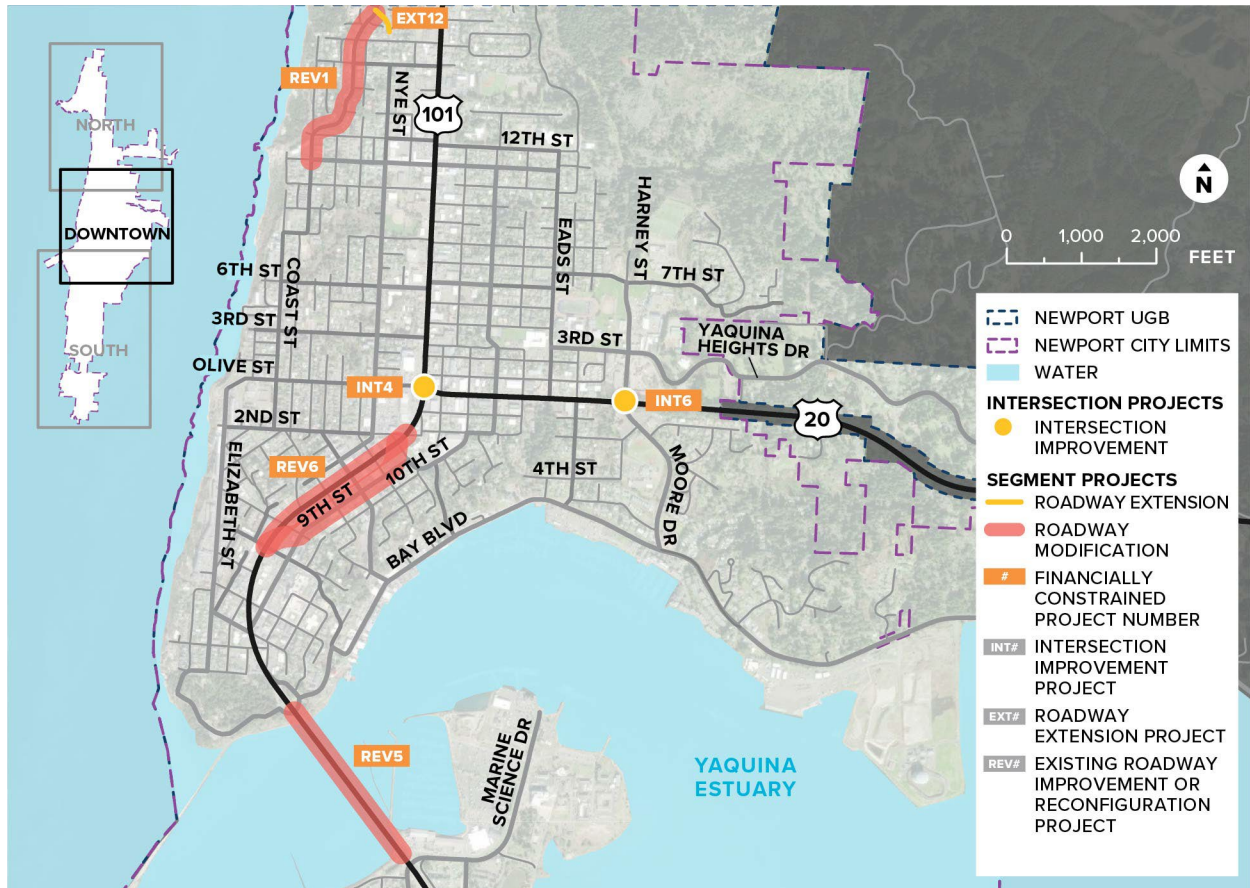 EXT12
REV1
NORTH
NYE ST
101
12TH ST
N
DOWNTOWN
HARNEY ST
EADS ST
0 1,000 2,000
FEET
6TH ST
COAST ST
7TH ST
3RD ST
SOUTH
3RD ST
YAQUINA
HEIGHTS DR
OLIVE ST
INT4
INT6
20
2ND ST
ELIZABETH ST
REV6
10TH ST
9TH ST
4TH ST
MOORE DR
BAY BLVD
REV5
MARINE
SCIENCE DR
YAQUINA
ESTUARY
NEWPORT UGB
NEWPORT CITY LIMITS
WATER
INTERSECTION PROJECTS
INTERSECTION
IMPROVEMENT
SEGMENT PROJECTS
ROADWAY EXTENSION
ROADWAY
MODIFICATION
# FINANCIALLY
CONSTRAINED
PROJECT NUMBER
INT# INTERSECTION
IMPROVEMENT
PROJECT
EXT# ROADWAY
EXTENSION PROJECT
REV# EXISTING ROADWAY
IMPROVEMENT OR
RECONFIGURATION
PROJECT